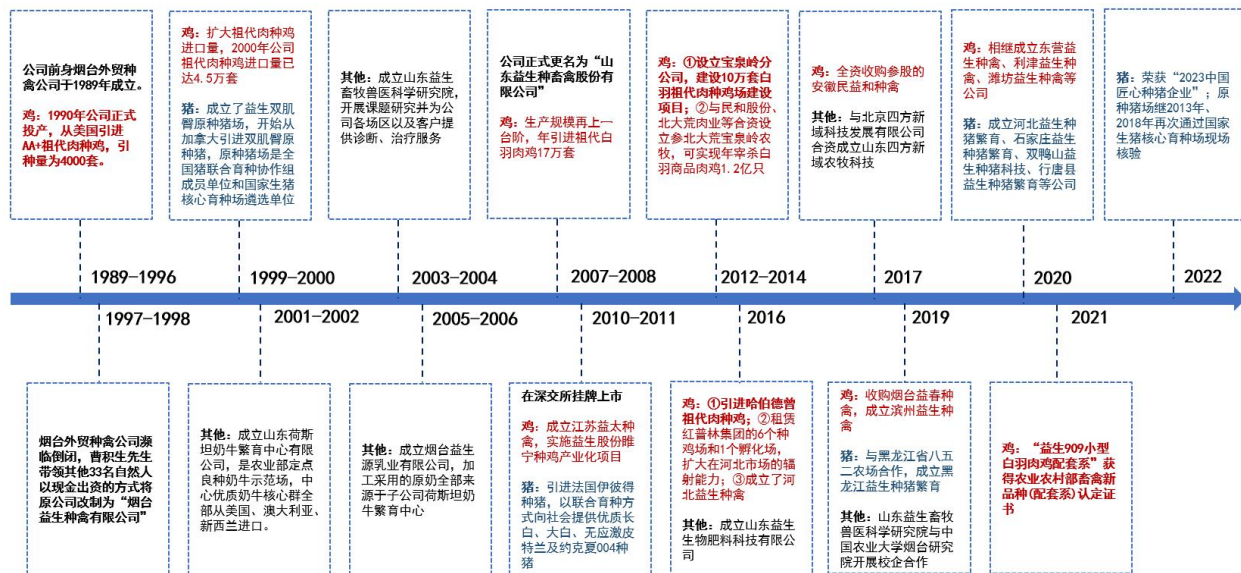 公司前身烟台外贸种
禽公司于1989年成立。
鸡：1990年公司正式
投产，从美国引进
AA+祖代肉种鸡，引
种量为4000套。
鸡：扩大祖代肉种鸡
进口量，2000年公司
祖代肉种鸡进口量已
达4.5万套
猪：成立了益生双肌
臀原种猪场，开始从
加拿大引进双肌臀原
种猪，原种猪场是全
国猪联合育种协作组
成员单位和国家生猪
核心育种场遴选单位
其他：成立山东益生
畜牧兽医科学研究院，
开展课题研究并为公
司各场区以及客户提
供诊断、治疗服务
公司正式更名为“山
东益生种畜禽股份有
限公司”
鸡：生产规模再上一
台阶，年引进祖代白
羽肉鸡17万套
鸡：①设立宝泉岭分
公司，建设10万套白
羽祖代肉种鸡场建设
项目；②与民和股份、
北大荒肉业等合资设
立参北大荒宝泉岭农
牧，可实现年宰杀白
羽商品肉鸡1.2亿只
鸡：全资收购参股的
安徽民益和种禽
其他：与北京四方新
域科技发展有限公司
合资成立山东四方新
域农牧科技
鸡：相继成立东营益
生种禽、利津益生种
禽、潍坊益生种禽等
公司
猪：成立河北益生种
猪繁育、石家庄益生
种猪繁育、双鸭山益
生种猪科技、行唐县
益生种猪繁育等公司
猪：荣获“2023中国
匠心种猪企业”；原
种猪场继2013年、
2018年再次通过国家
生猪核心育种场现场
核验
1989-1996
1999-2000
2003-2004
2007-2008
2012-2014
2017
2020
2022
1997-1998
2001-2002
2005-2006
2010-2011
2016
2019
2021
烟台外贸种禽公司濒
临倒闭，曹积生先生
带领其他33名自然人
以现金出资的方式将
原公司改制为“烟台
益生种禽有限公司”
其他：成立山东荷斯
坦奶牛繁育中心有限
公司，是农业部定点
良种奶牛示范场，中
心优质奶牛核心群全
部从美国、澳大利亚、
新西兰进口。
其他：成立烟台益生
源乳业有限公司，加
工采用的原奶全部来
源于子公司荷斯坦奶
牛繁育中心
在深交所挂牌上市
鸡：成立江苏益太种
禽，实施益生股份睢
宁种鸡产业化项目
猪：引进法国伊彼得
种猪，以联合育种方
式向社会提供优质长
白、大白、无应激皮
特兰及约克夏004种
猪
鸡：①引进哈伯德曾
祖代肉种鸡；②租赁
红普林集团的6个种
鸡场和1个孵化场，
扩大在河北市场的辐
射能力；③成立了河
北益生种禽
其他：成立山东益生
生物肥料科技有限公
司
鸡：收购烟台益春种
禽，成立滨州益生种
禽
猪：与黑龙江省八五
二农场合作，成立黑
龙江益生种猪繁育
其他：山东益生畜牧
兽医科学研究院与中
国农业大学烟台研究
院开展校企合作
鸡：“益生909小型
白羽肉鸡配套系”获
得农业农村部畜禽新
品种(配套系)认定证
书